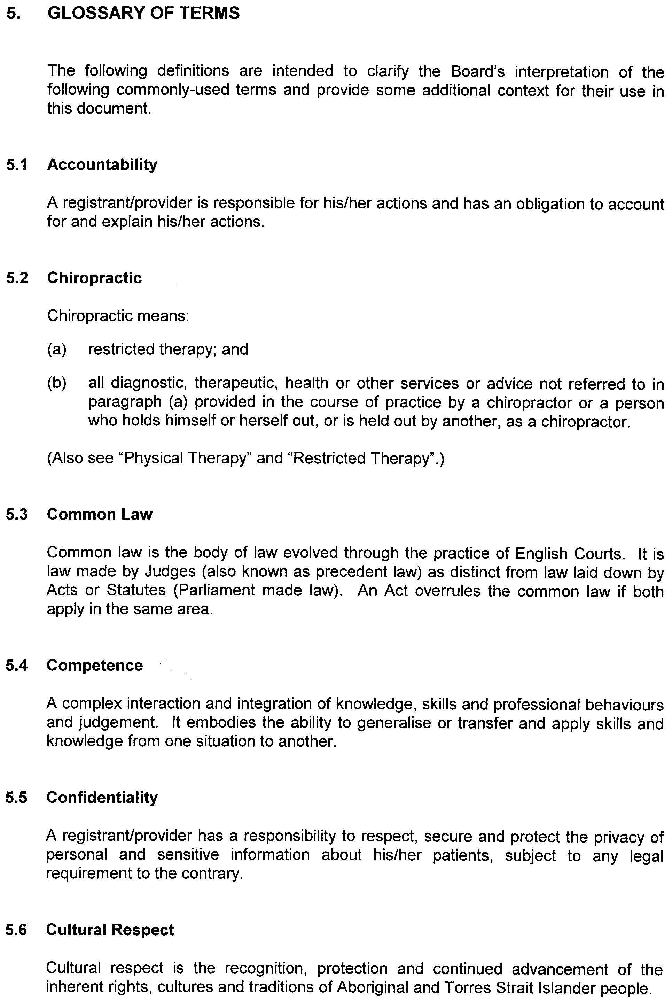 5. GLOSSARY OF TERMS
The following definitions are intended to clarify the Board's interpretation of the
following commonly-used terms and provide some additional context for their use in
this document.
5.1 Accountability
A registrant/provider is responsible for his/her actions and has an obligation to account
for and explain his/her actions.
5.2 Chiropractic
Chiropractic means:
(a) restricted therapy; and
(b) all diagnostic, therapeutic, health or other services or advice not referred to in
paragraph (a) provided in the course of practice by a chiropractor or a person
who holds himself or herself out, or is held out by another, as a chiropractor.
(Also see “Physical Therapy” and “Restricted Therapy”.)
5.3 Common Law
Common law is the body of law evolved through the practice of English Courts. It is
law made by Judges (also known as precedent law) as distinct from law laid down by
Acts or Statutes (Parliament made law). An Act overrules the common law if both
apply in the same area.
5.4 Competence
A complex interaction and integration of knowledge, skills and professional behaviours
and judgement. It embodies the ability to generalise or transfer and apply skills and
knowledge from one situation to another.
5.5 Confidentiality
A registrant/provider has a responsibility to respect, secure and protect the privacy of
personal and sensitive information about his/her patients, subject to any legal
requirement to the contrary.
5.6 Cultural Respect
Cultural respect is the recognition, protection and continued advancement of the
inherent rights, cultures and traditions of Aboriginal and Torres Strait Islander people.